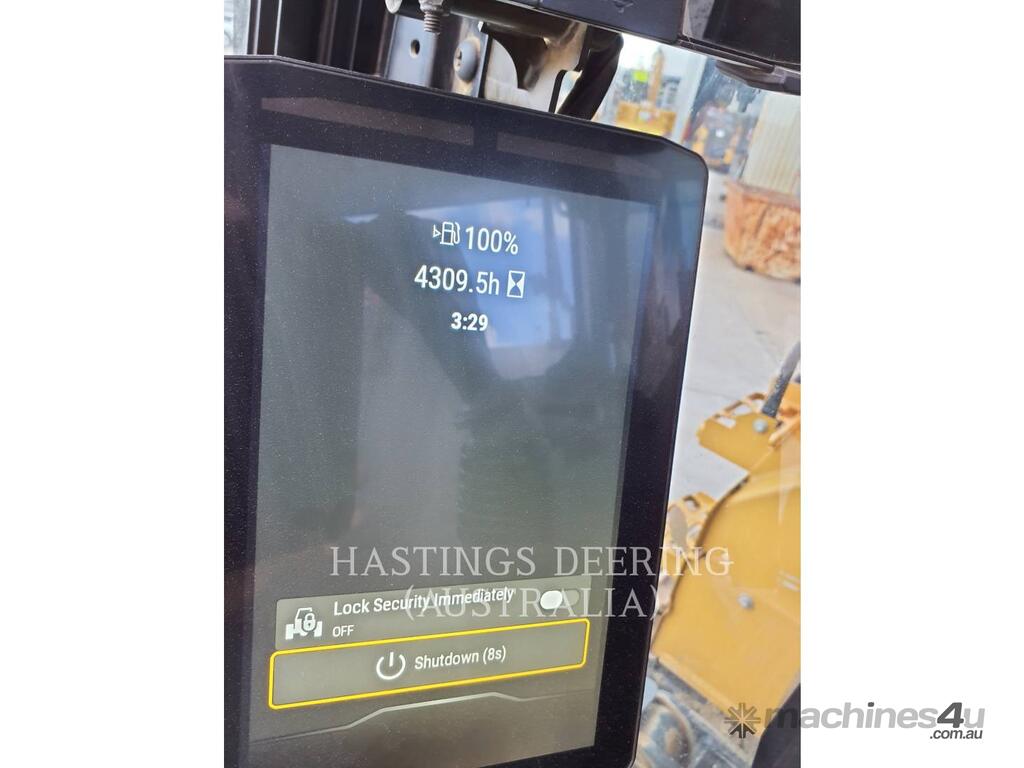 100%
4309.5h
3:29
HASTINGS DEERING
(AUSTRALIA)
Lock Security Immediately
OFF
Shutdown (8s)
machines4u
.com.au